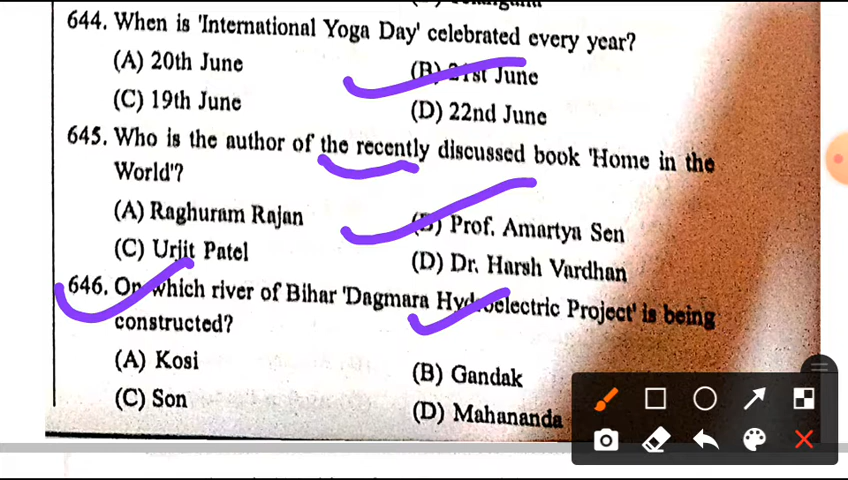 644. When is 'International Yoga Day' celebrated every year?
(A) 20th June (B) 21st June
(C) 19th June (D) 22nd June
645. Who is the author of the recently discussed book 'Home in the
World'?
(A) Raghuram Rajan (B) Prof. Amartya Sen
(C) Urjit Patel (D) Dr. Harsh Vardhan
646. On which river of Bihar 'Dagmara Hydroelectric Project' is being
constructed?
(A) Kosi (B) Gandak
(C) Son (D) Mahananda